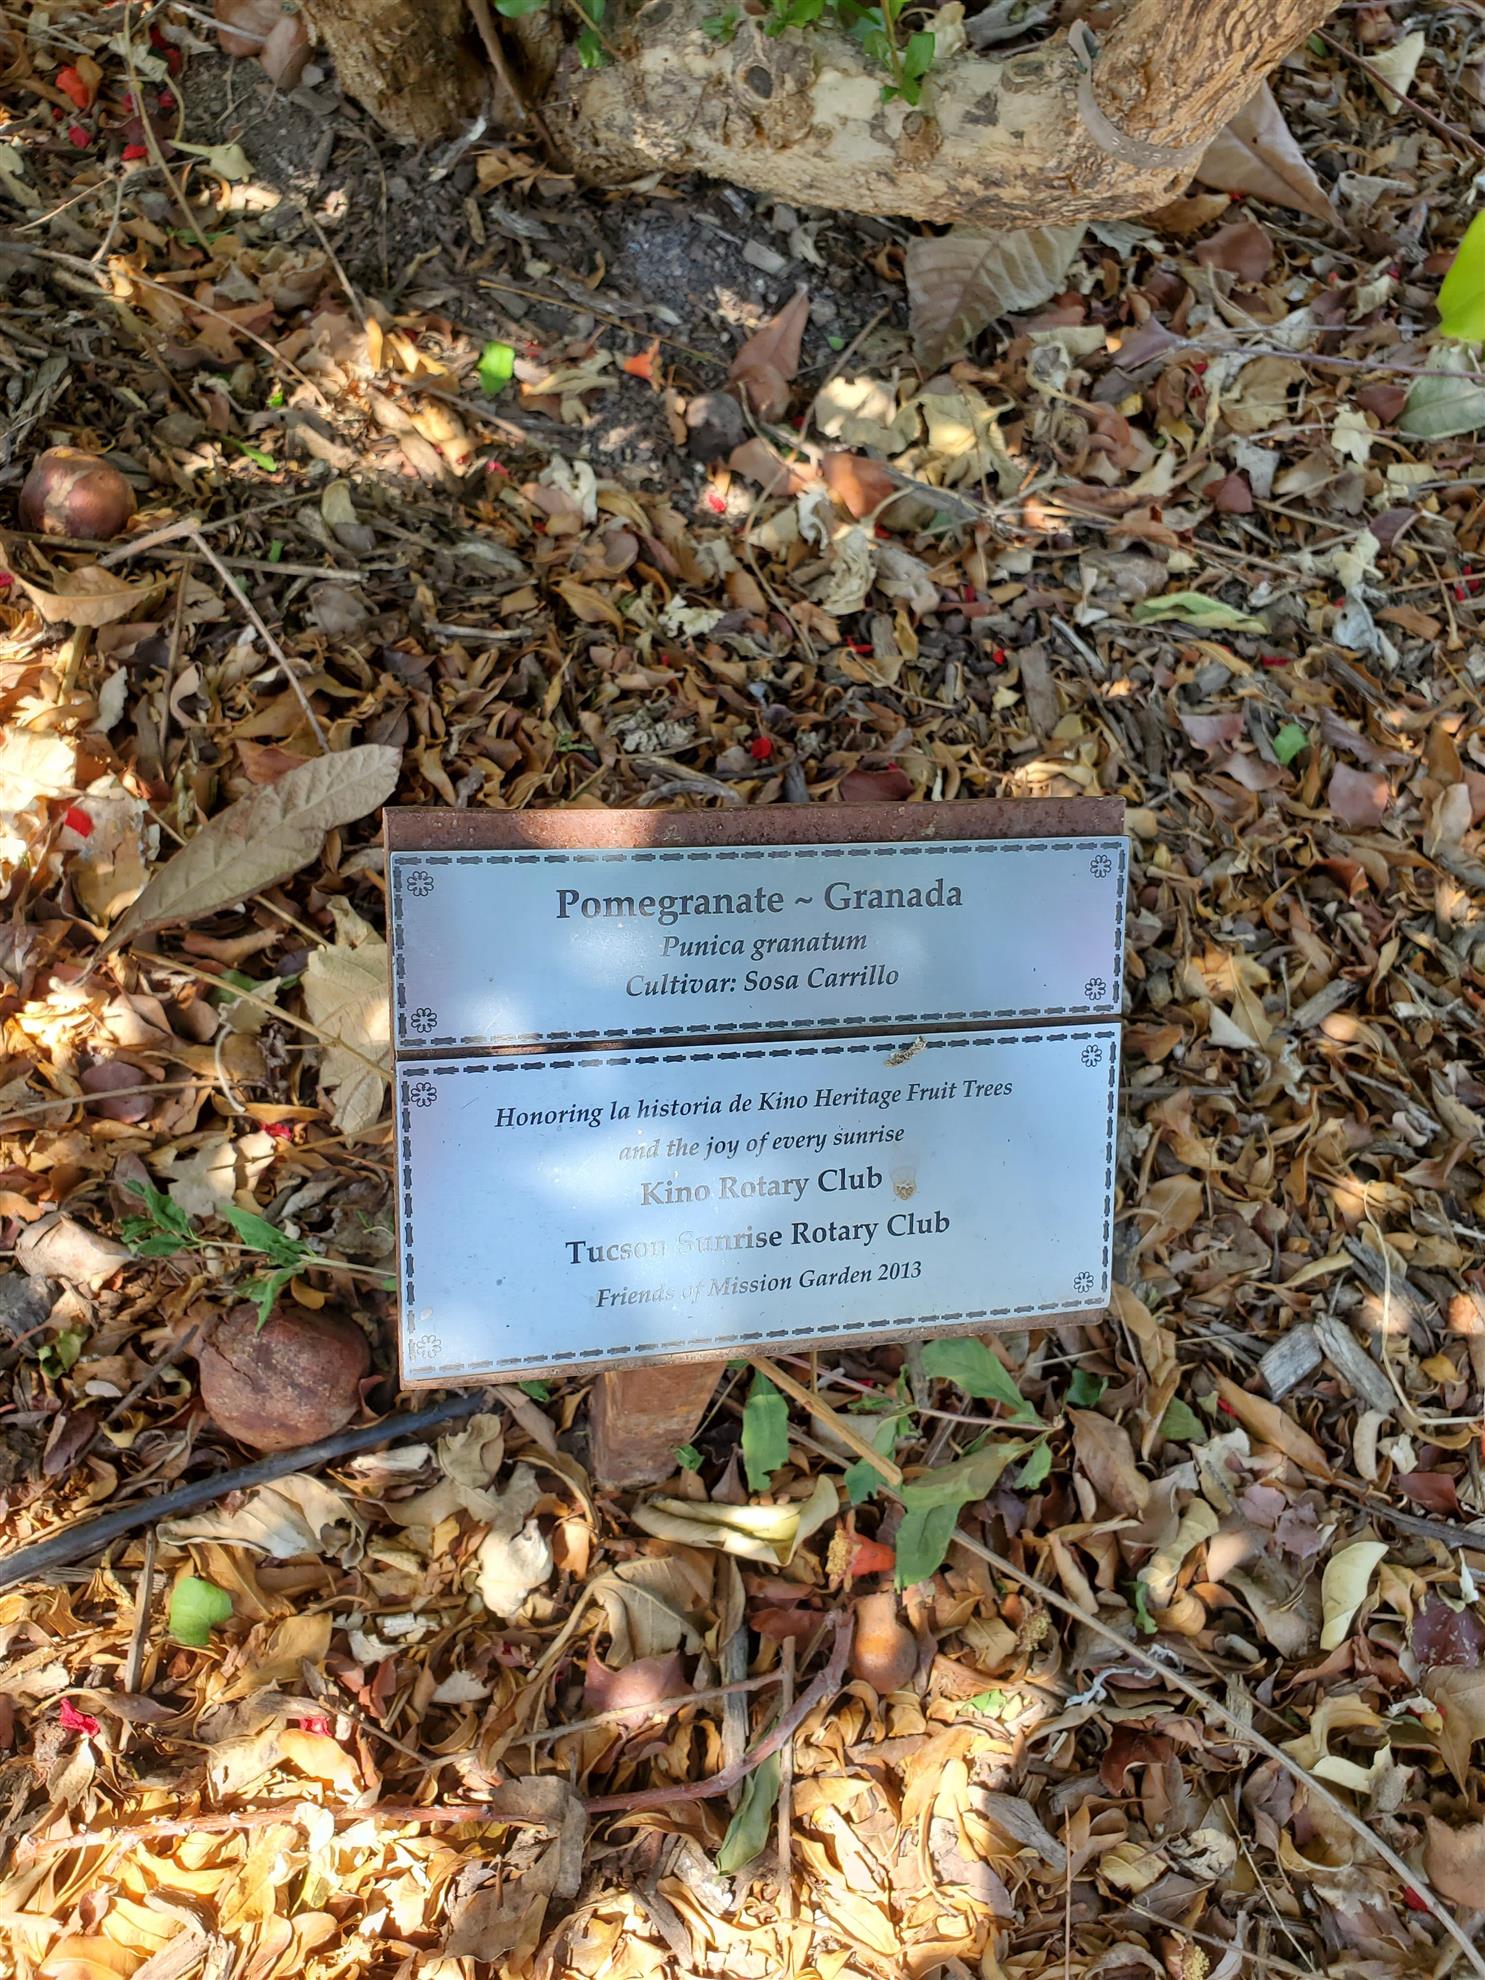 Pomegranate ~ Granada
Punica granatum
Cultivar: Sosa Carrillo
Honoring la historia de Kino Heritage Fruit Trees
and the joy of every sunrise
Kino Rotary Club
Tucson Sunrise Rotary Club
Friends of Mission Garden 2013